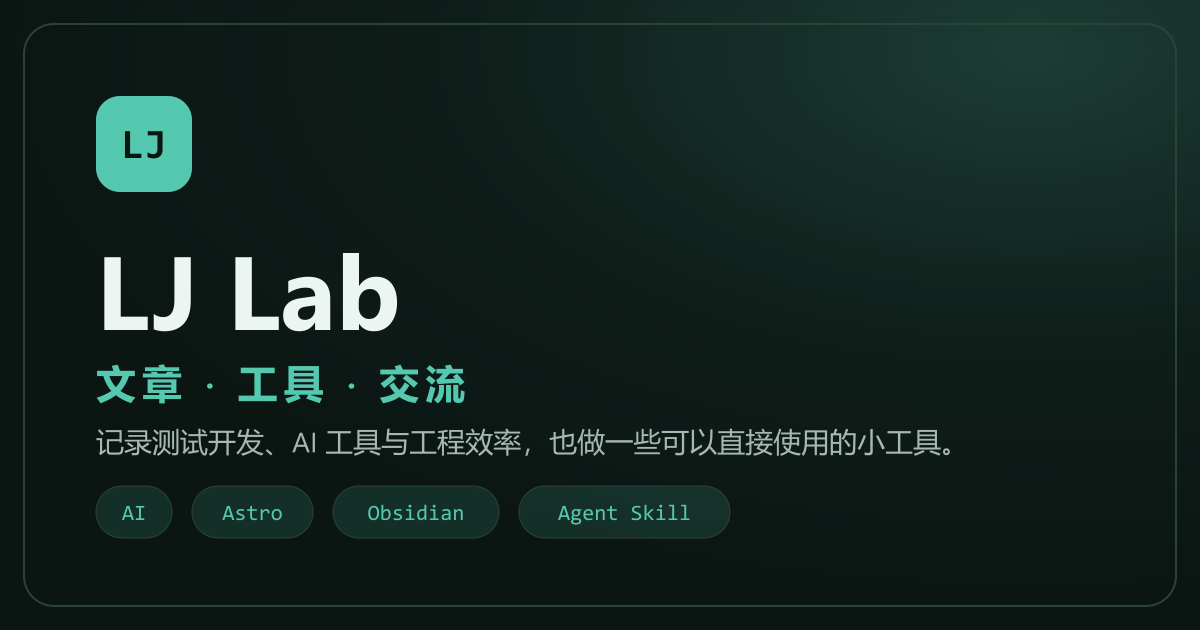 LJ
LJ Lab
文章 · 工具 · 交流
记录测试开发、AI 工具与工程效率，也做一些可以直接使用的小工具。
AI
Astro
Obsidian
Agent Skill